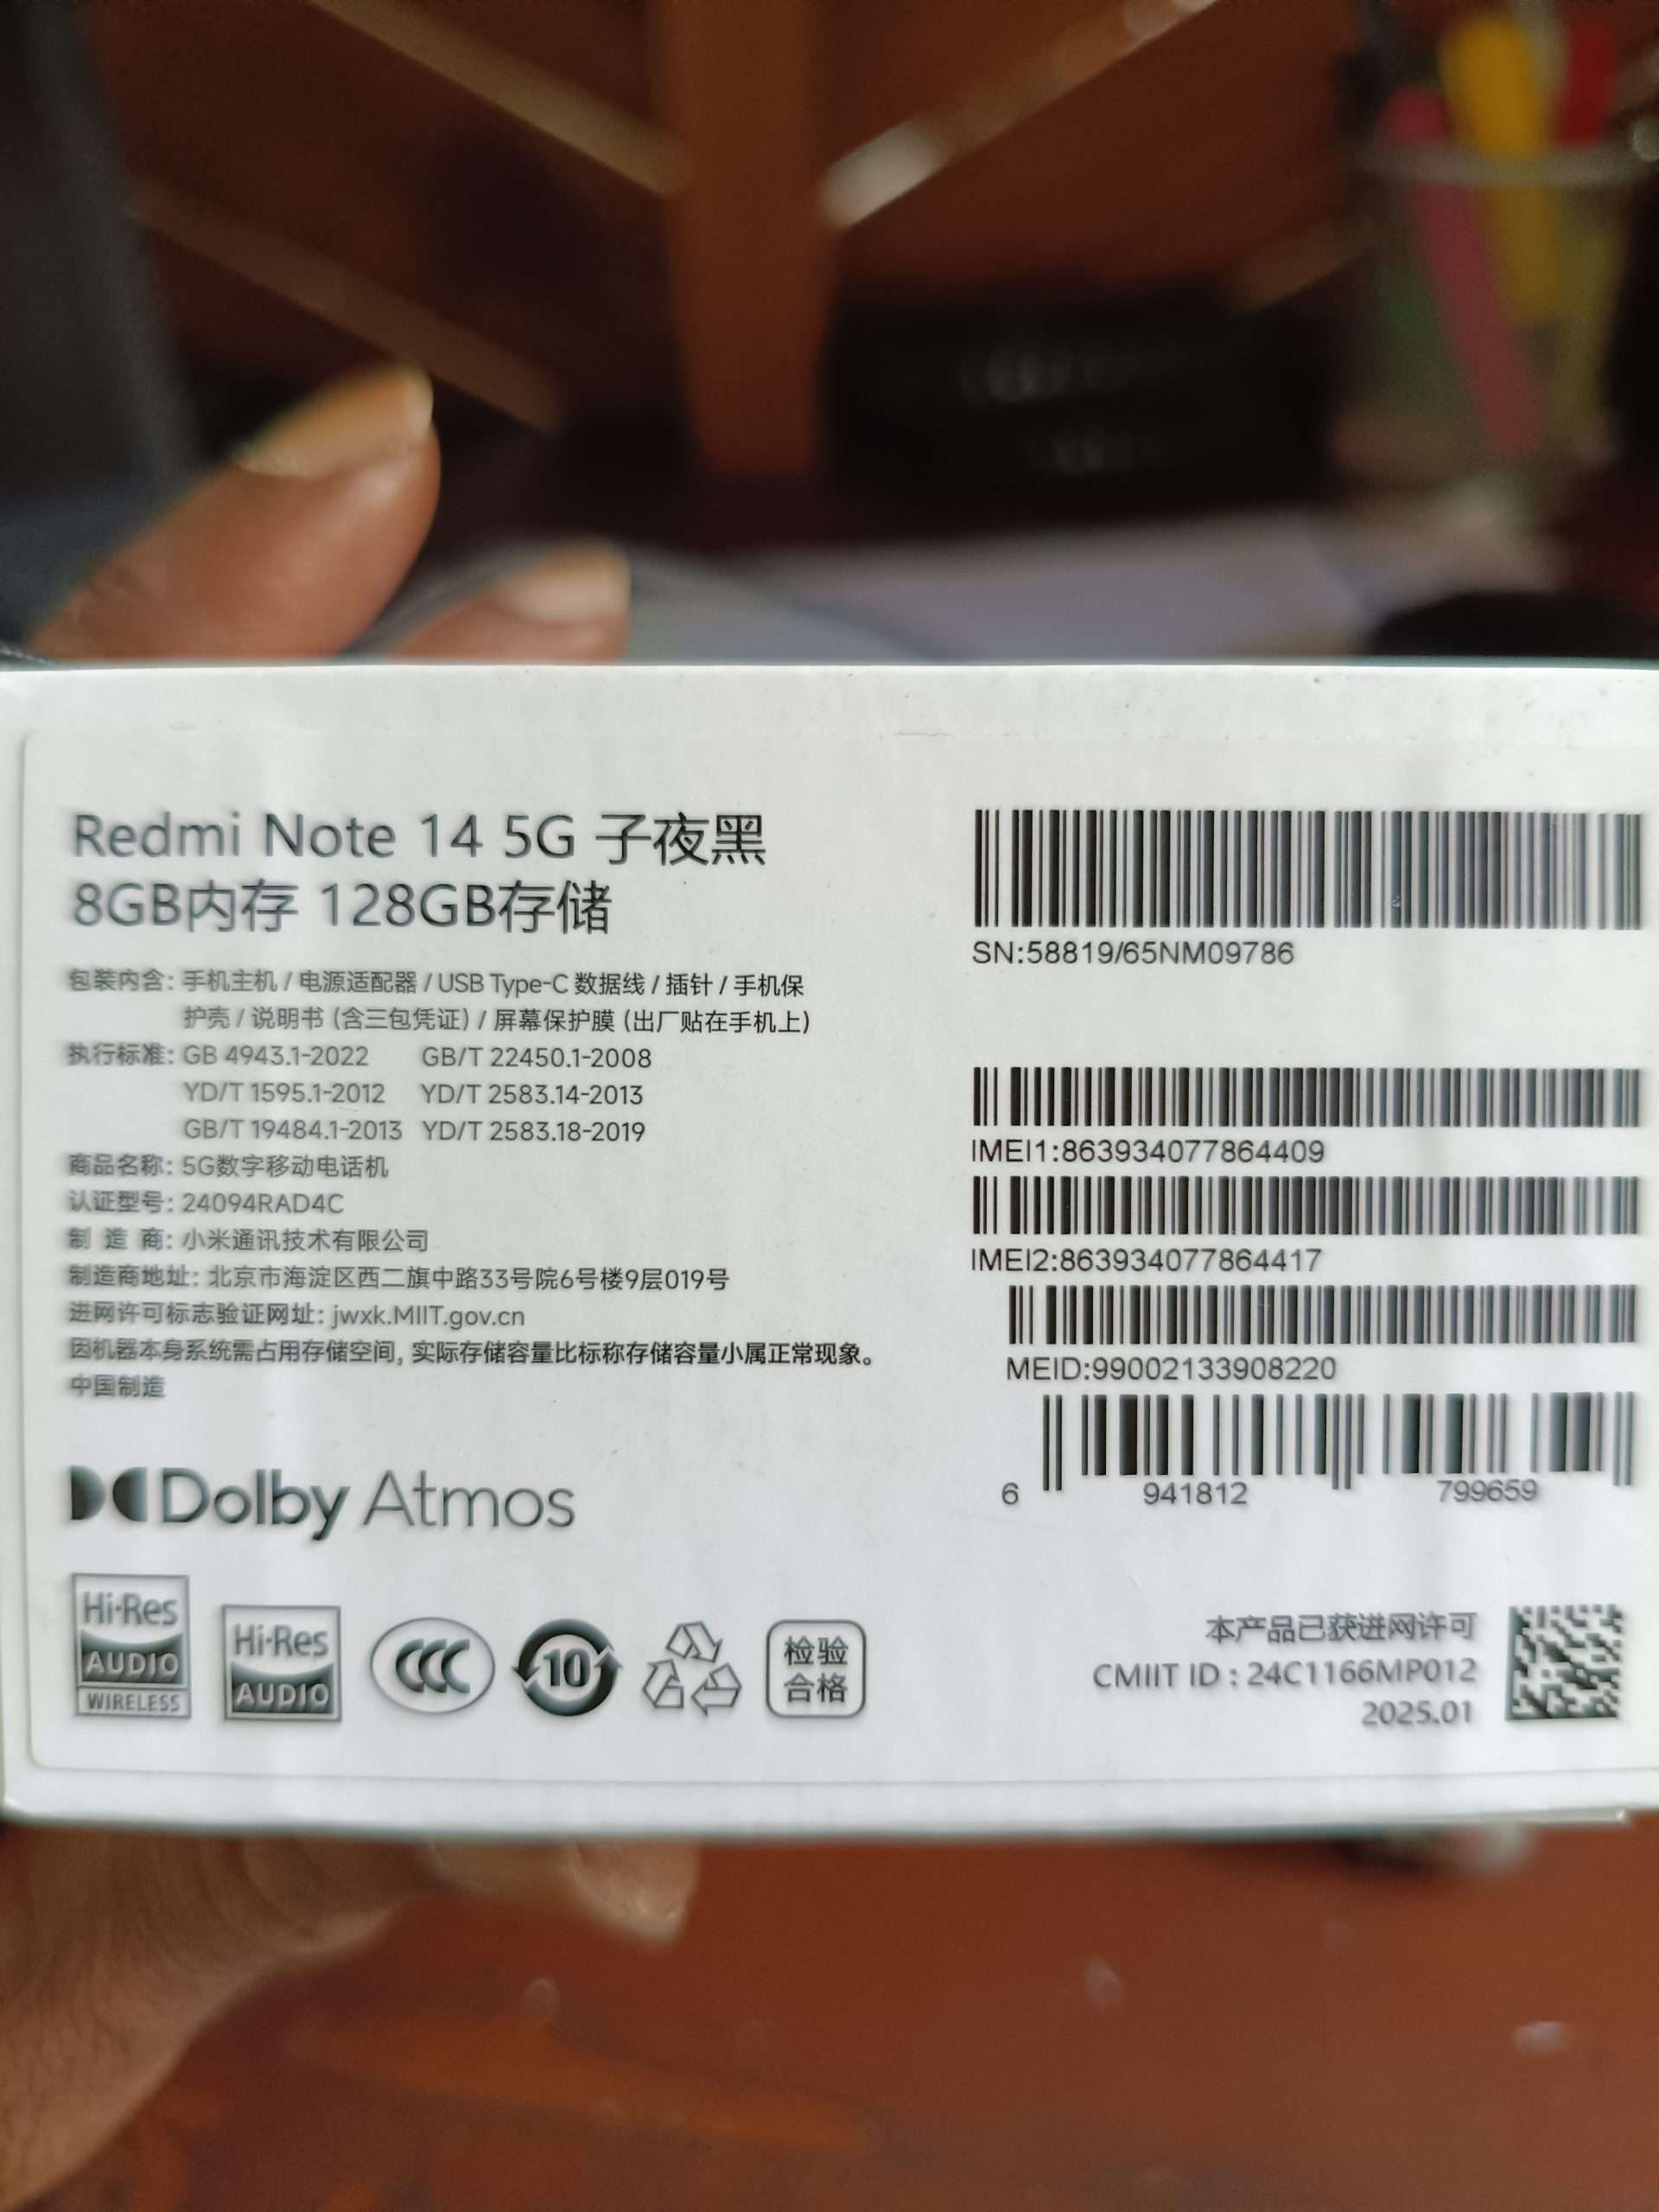 Redmi Note 14 5G 子夜黑
8GB内存 128GB存储
包装内含: 手机主机 / 电源适配器 / USB Type-C 数据线 / 插针 / 手机保
护壳 / 说明书 (含三包凭证) / 屏幕保护膜 (出厂贴在手机上)
执行标准: GB 4943.1-2022 GB/T 22450.1-2008
YD/T 1595.1-2012 YD/T 2583.14-2013
GB/T 19484.1-2013 YD/T 2583.18-2019
商品名称: 5G数字移动电话机
认证型号: 24094RAD4C
制 造 商: 小米通讯技术有限公司
制造商地址: 北京市海淀区西二旗中路33号院6号楼9层019号
进网许可标志验证网址: jwxk.MIIT.gov.cn
因机器本身系统需占用存储空间, 实际存储容量比标称存储容量小属正常现象。
中国制造
Dolby Atmos
Hi-Res
AUDIO
WIRELESS
Hi-Res
AUDIO
CCC
10
检验
合格
SN:58819/65NM09786
IMEI1:863934077864409
IMEI2:863934077864417
MEID:99002133908220
6 941812 799659
本产品已获进网许可
CMIIT ID : 24C1166MP012
2025.01